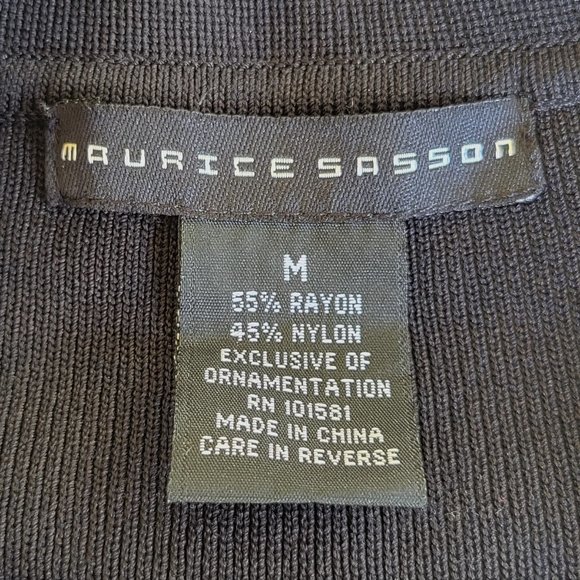 MAURICE SASSON
M
55% RAYON
45% NYLON
EXCLUSIVE OF
ORNAMENTATION
RN 101581
MADE IN CHINA
CARE IN REVERSE